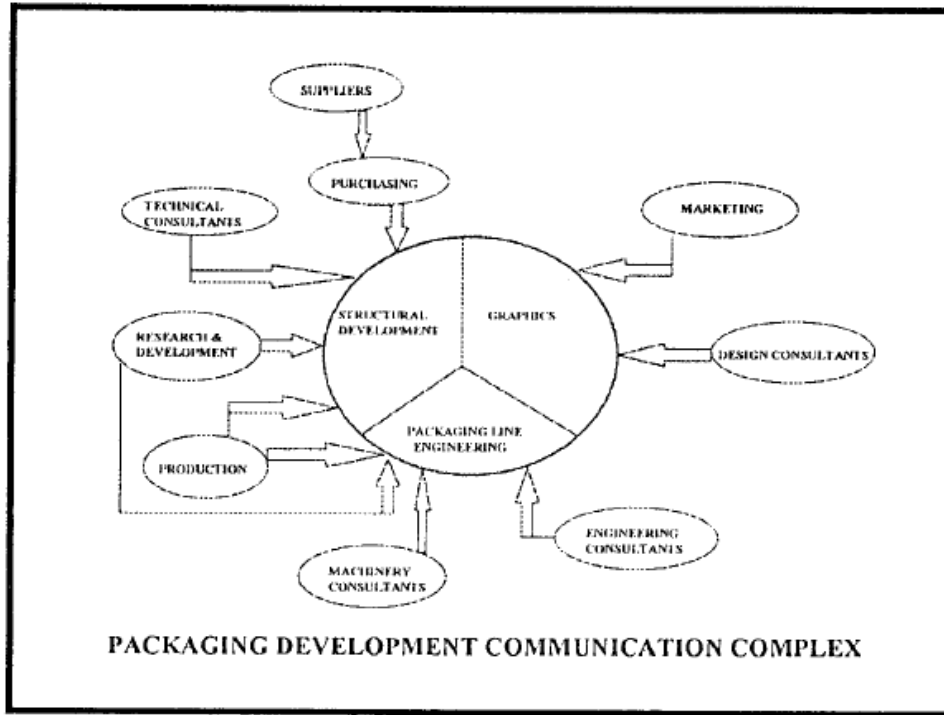 SUPPLIERS
PURCHASING
TECHNICAL
CONSULTANTS
MARKETING
STRUCTURAL
DEVELOPMENT
GRAPHICS
RESEARCH &
DEVELOPMENT
DESIGN CONSULTANTS
PACKAGING LINE
ENGINEERING
PRODUCTION
ENGINEERING
CONSULTANTS
MACHINERY
CONSULTANTS
PACKAGING DEVELOPMENT COMMUNICATION COMPLEX